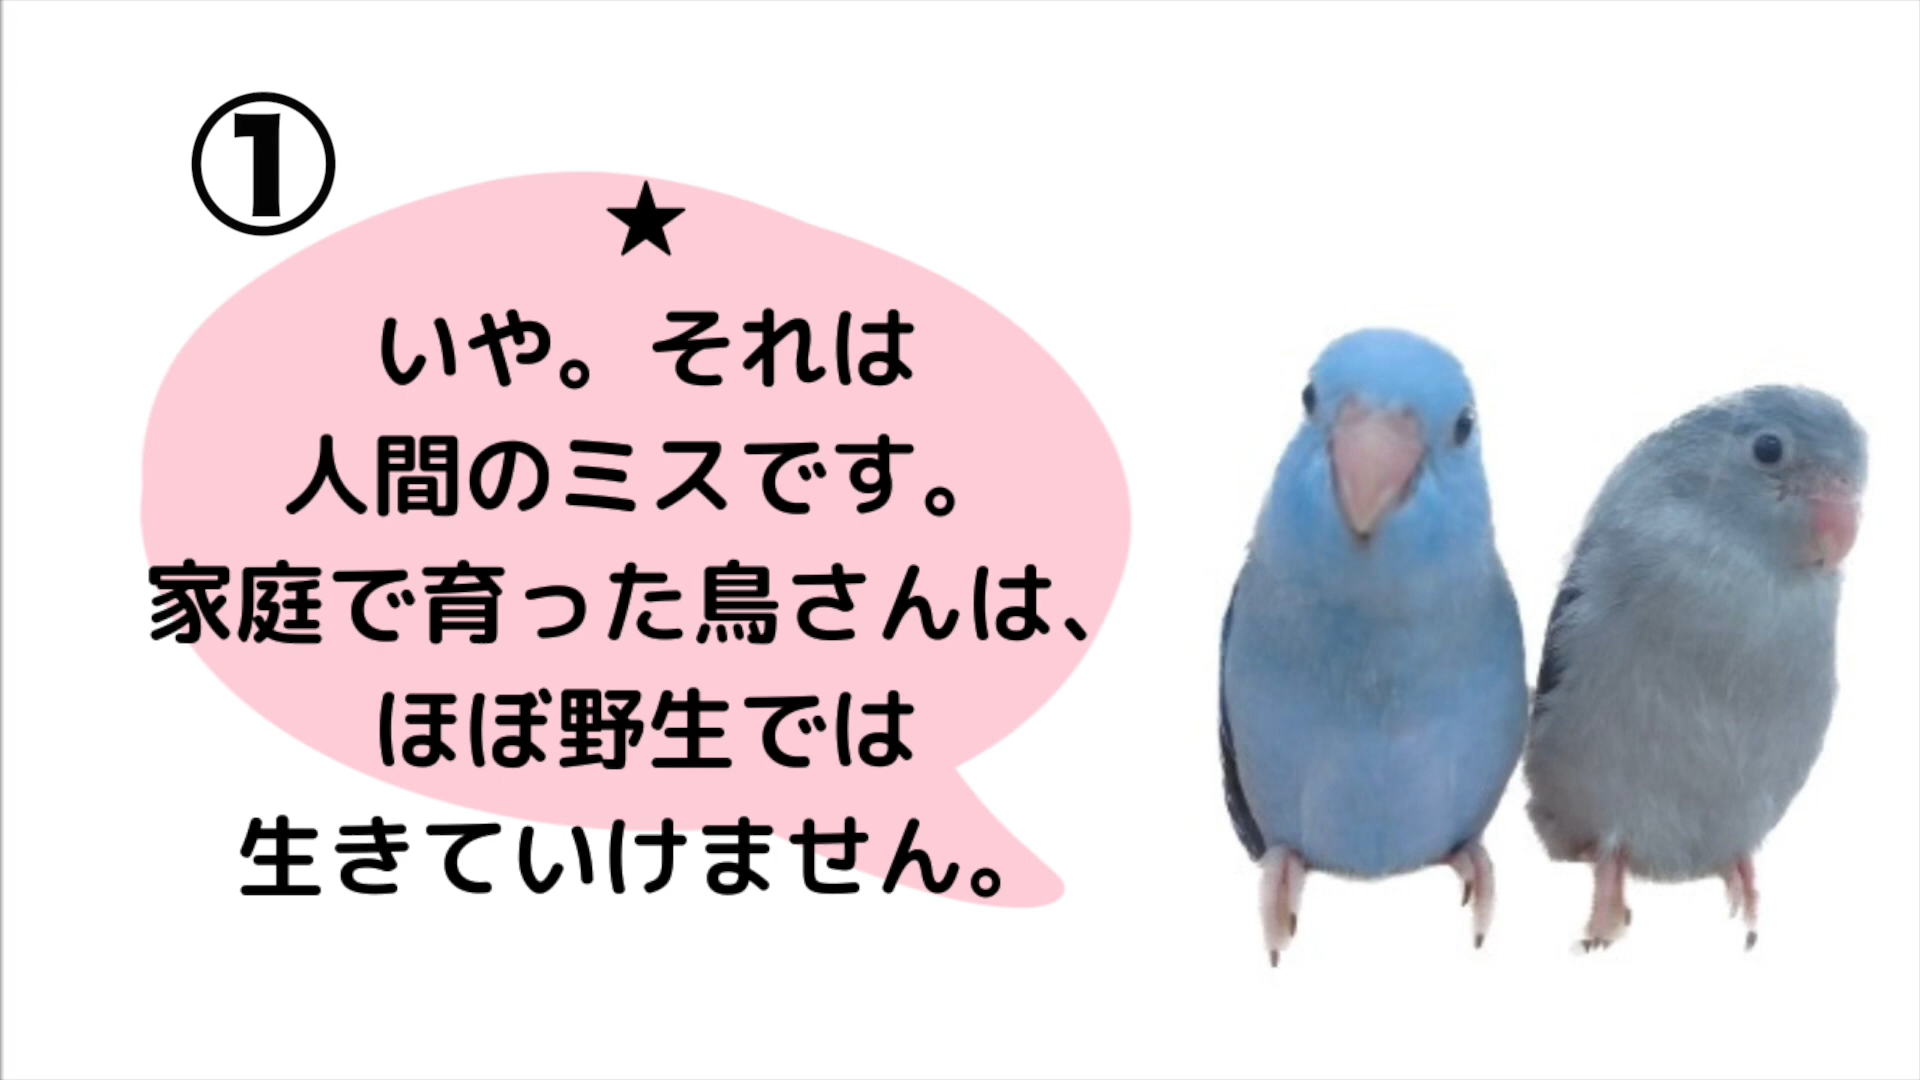 ①
★
いや。それは
人間のミスです。
家庭で育った鳥さんは、
ほぼ野生では
生きていけません。